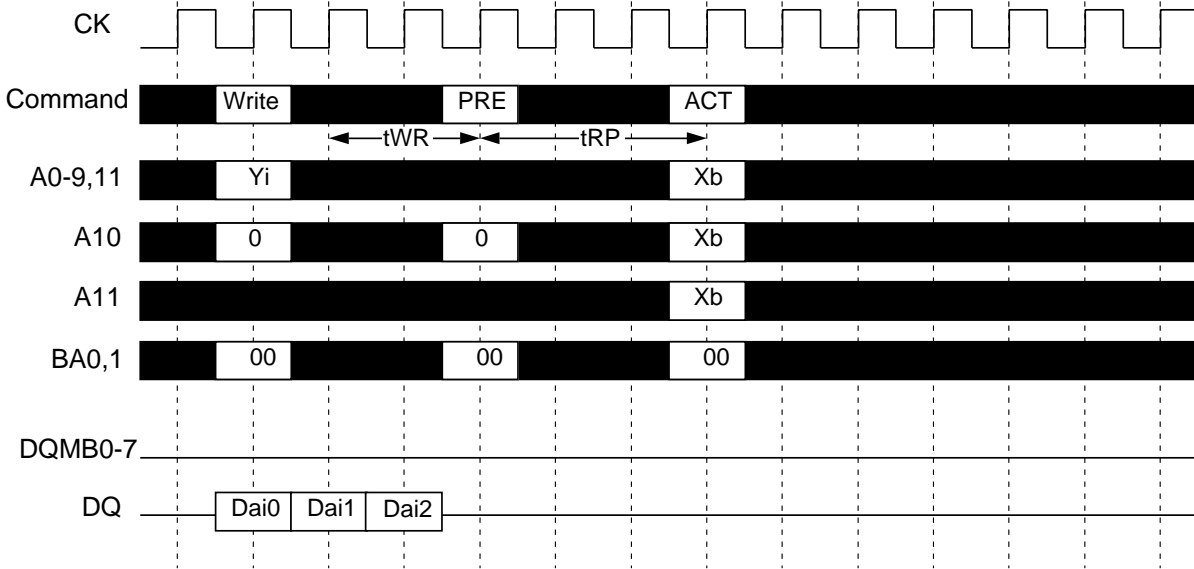 CK
Command Write PRE ACT
tWR tRP
A0-9,11 Yi Xb
A10 0 0 Xb
A11 Xb
BA0,1 00 00 00
DQMB0-7
DQ Dai0 Dai1 Dai2